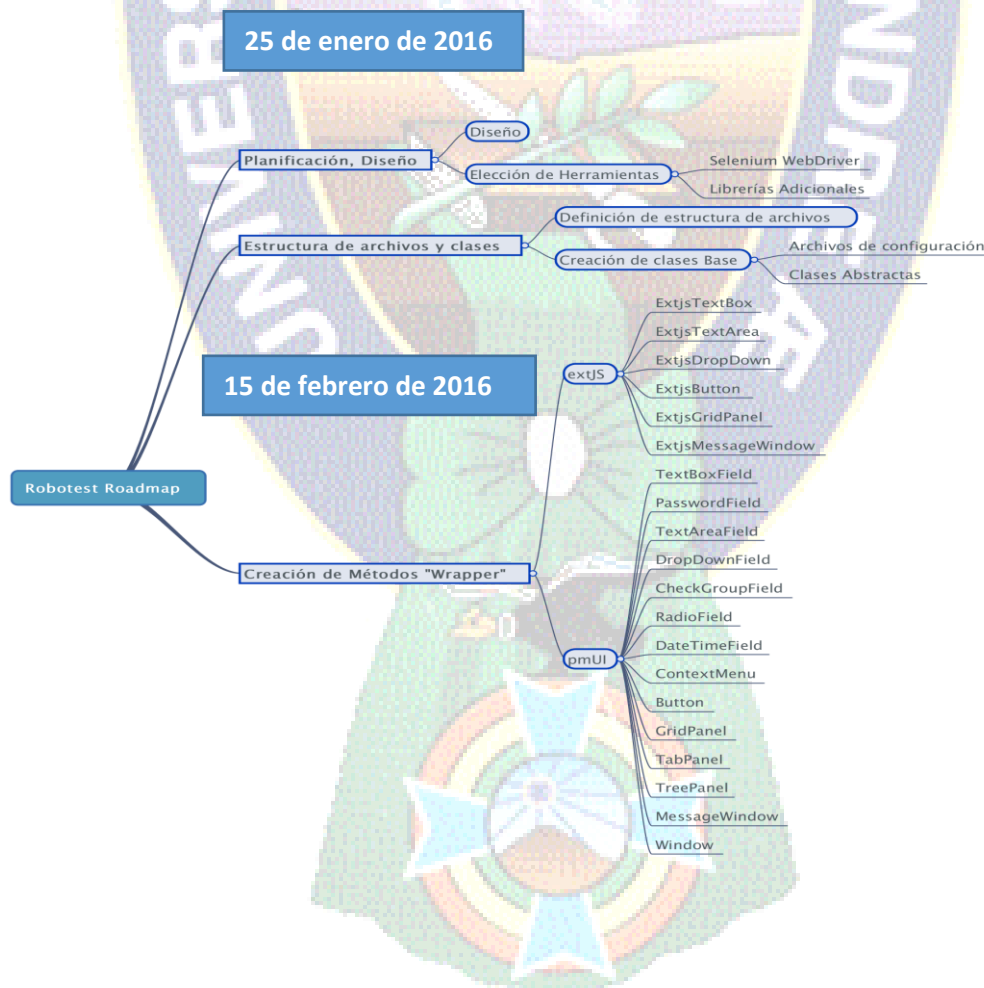 25 de enero de 2016
Diseño
Planificación, Diseño
Elección de Herramientas
Selenium WebDriver
Librerías Adicionales
Definición de estructura de archivos
Estructura de archivos y clases
Creación de clases Base
Archivos de configuración
Clases Abstractas
15 de febrero de 2016
extJS
ExtjsTextBox
ExtjsTextArea
ExtjsDropDown
ExtjsButton
ExtjsGridPanel
ExtjsMessageWindow
Robotest Roadmap
Creación de Métodos "Wrapper"
pmUI
TextBoxField
PasswordField
TextAreaField
DropDownField
CheckGroupField
RadioField
DateTimeField
ContextMenu
Button
GridPanel
TabPanel
TreePanel
MessageWindow
Window